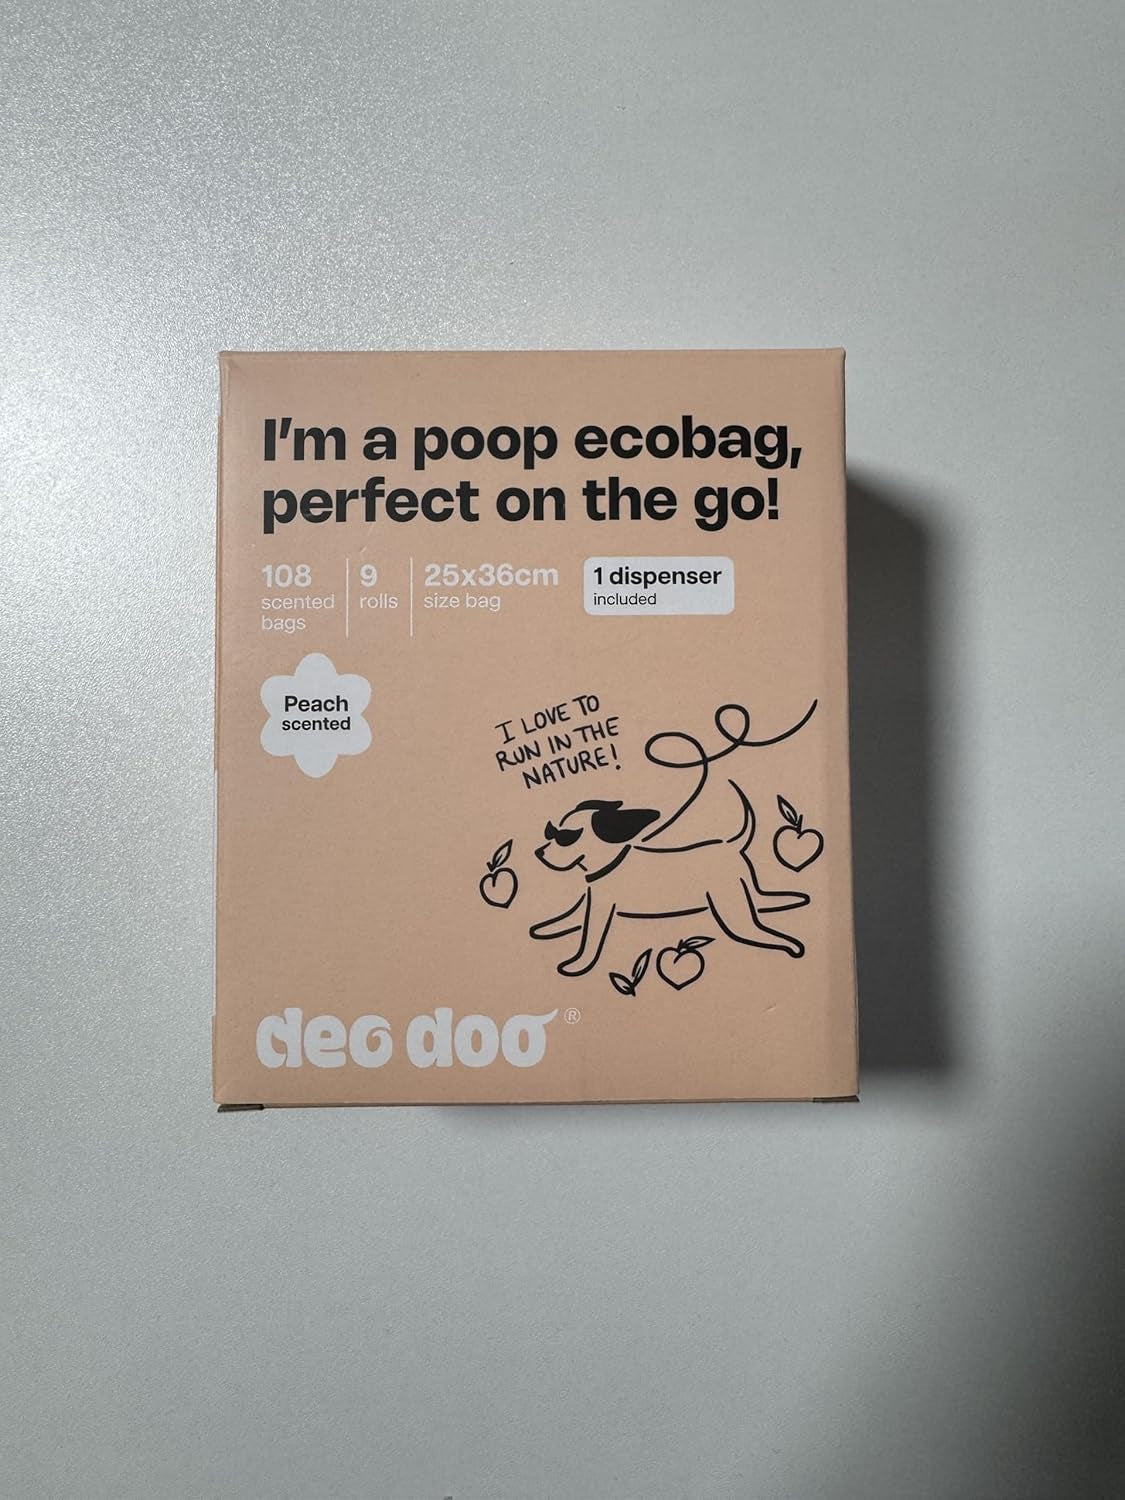 I'm a poop ecobag,
perfect on the go!
108
scented
bags
9
rolls
25x36cm
size bag
1 dispenser
included
Peach
scented
I LOVE TO
RUN IN THE
NATURE!
deo doo®